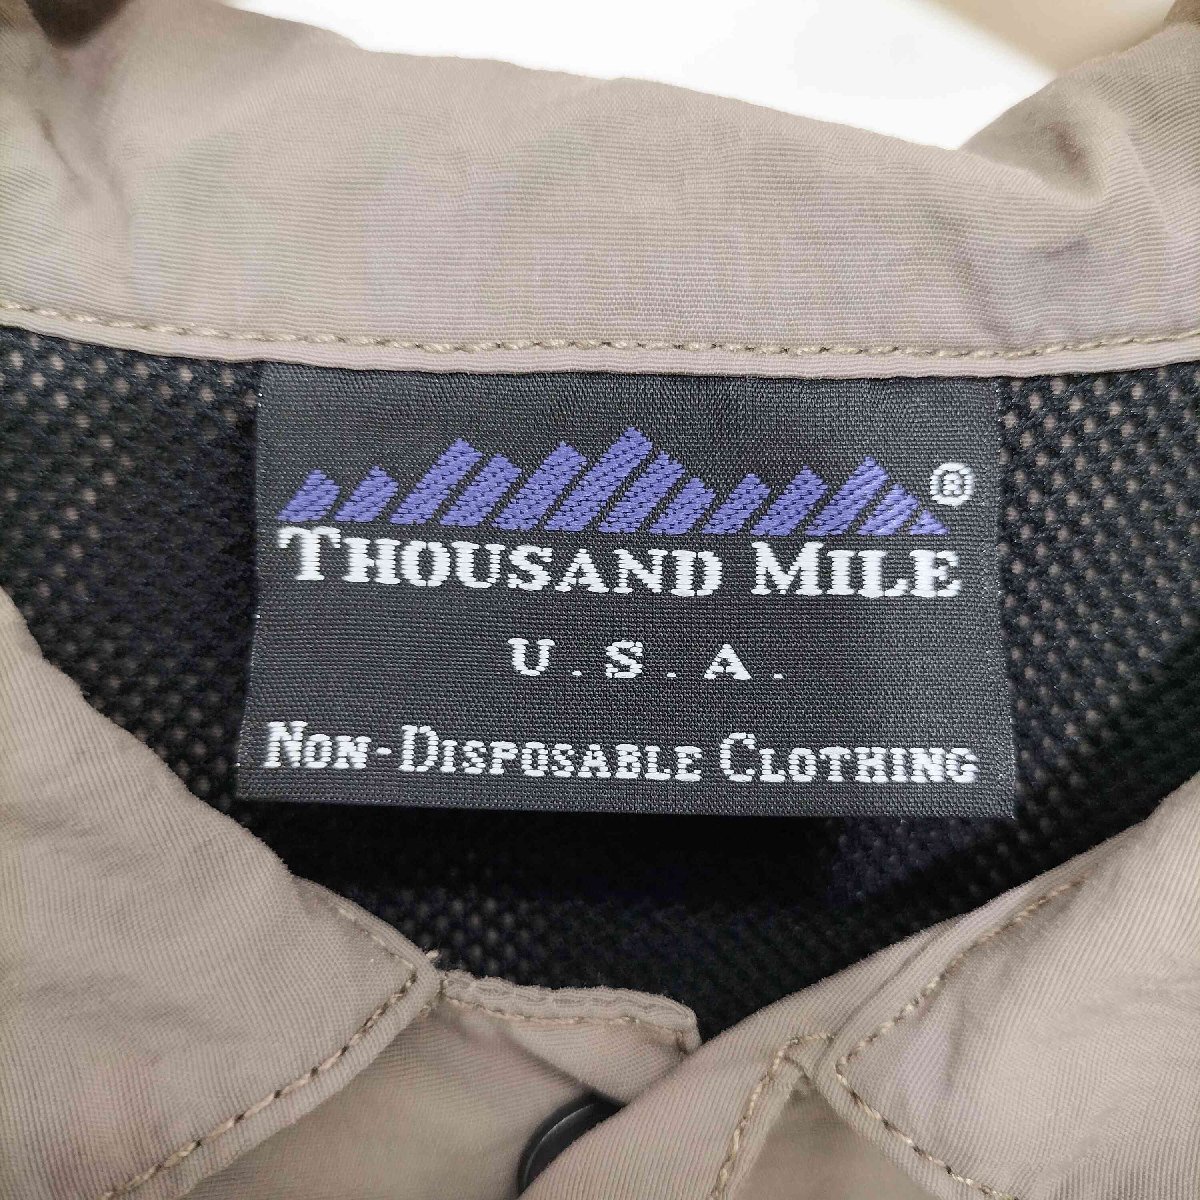 ®
THOUSAND MILE
U.S.A.
NON-DISPOSABLE CLOTHING